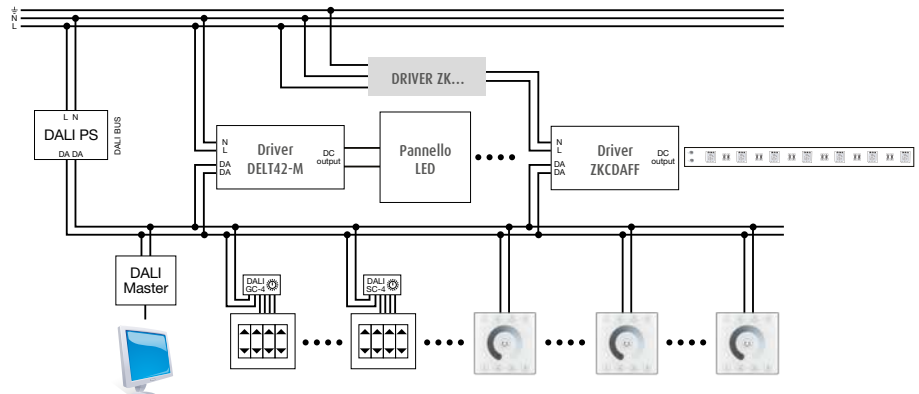 N
L
DRIVER ZK...
L N
DALI PS
DA DA
DALI BUS
N
L
DA
DA
Driver
DELT42-M
DC
output
Pannello
LED
N
L
DA
DA
Driver
ZKCDAFF
DC
output
DALI
Master
DALI
GC-4
DALI
SC-4